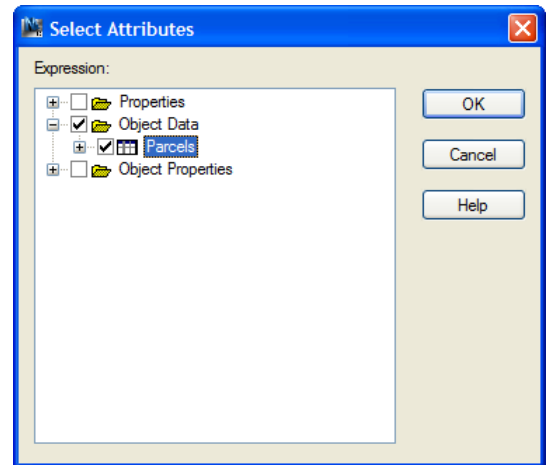 Select Attributes
Expression:
Properties
Object Data
Parcels
Object Properties
OK
Cancel
Help